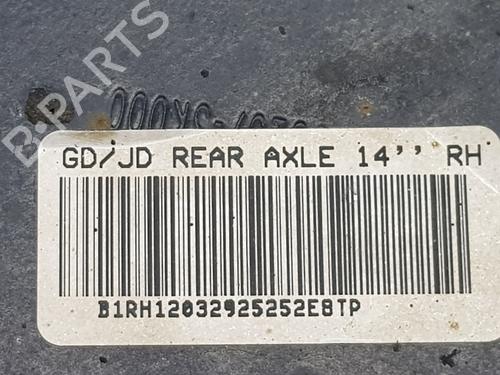 GD/JD REAR AXLE 14'' RH
B1RH12032925252E8TP
B-PARTS